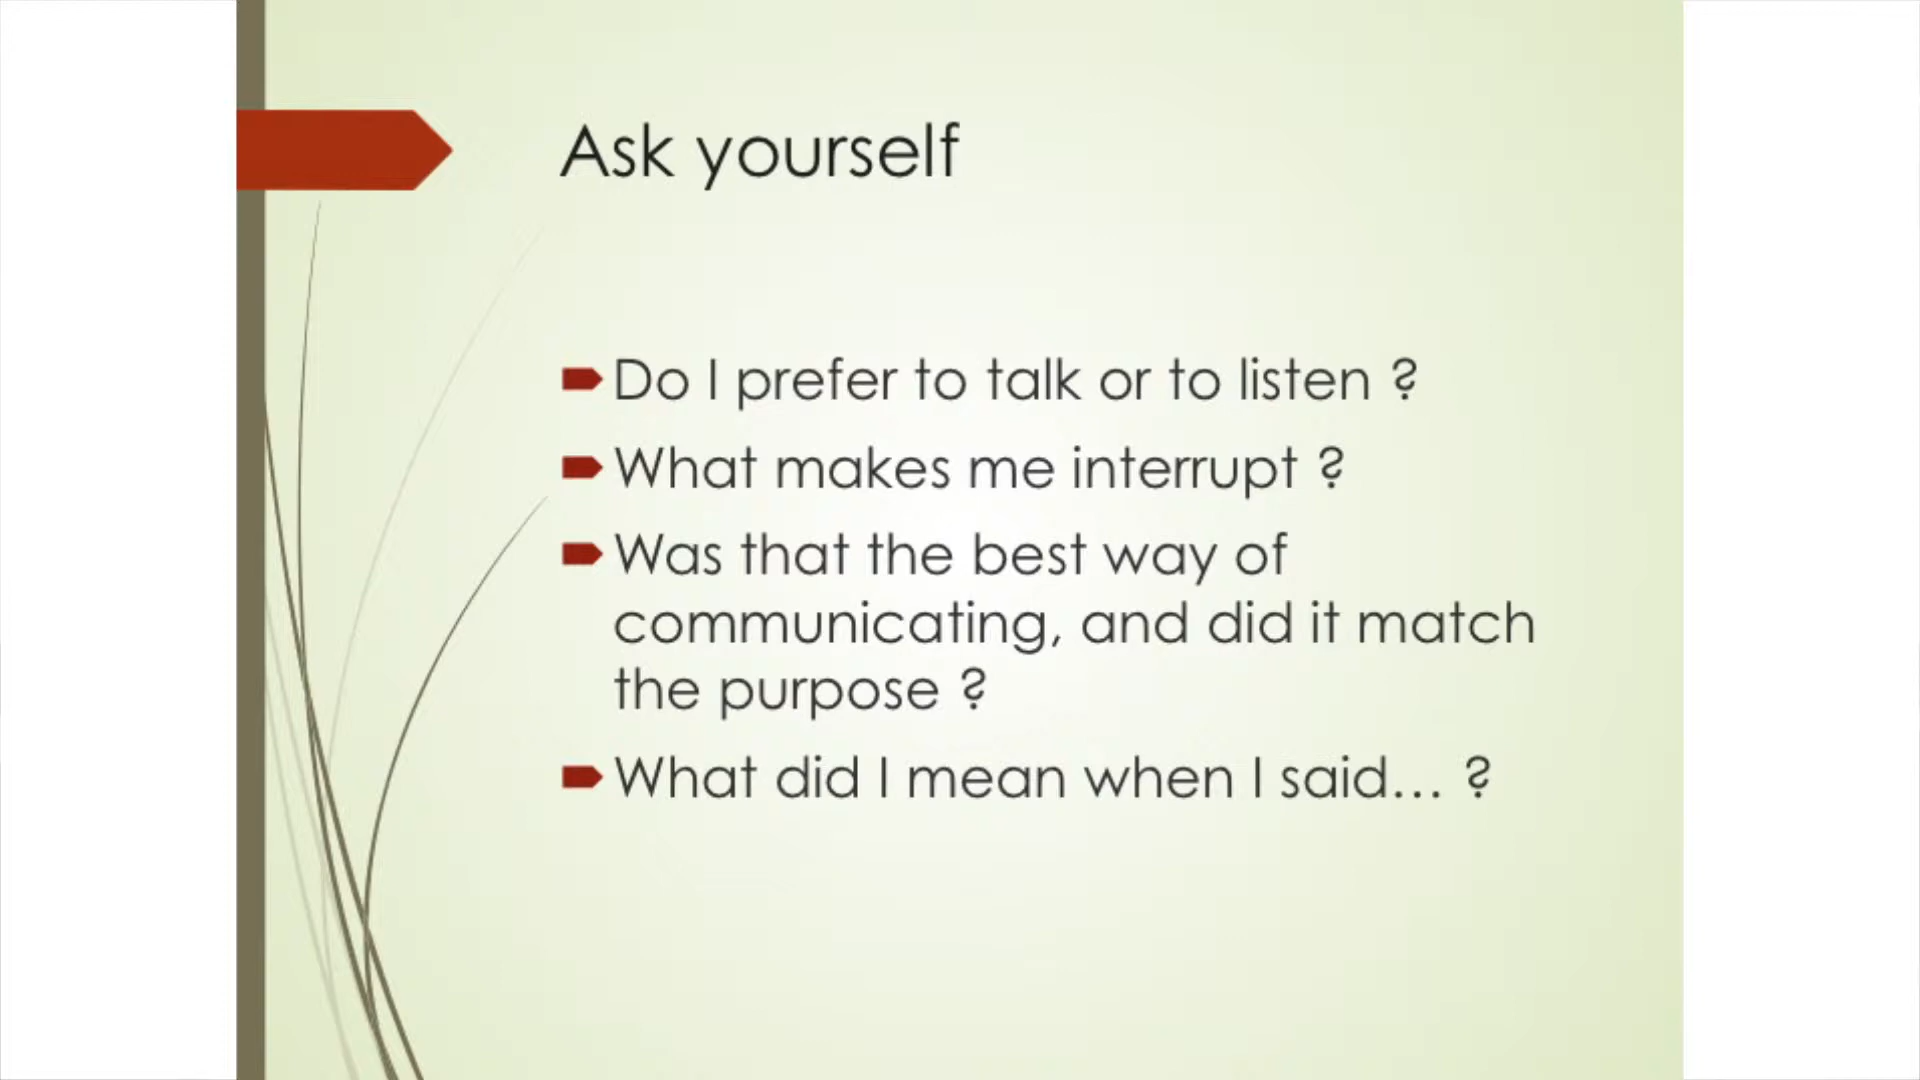 Ask yourself
Do I prefer to talk or to listen ?
What makes me interrupt ?
Was that the best way of
communicating, and did it match
the purpose ?
What did I mean when I said… ?